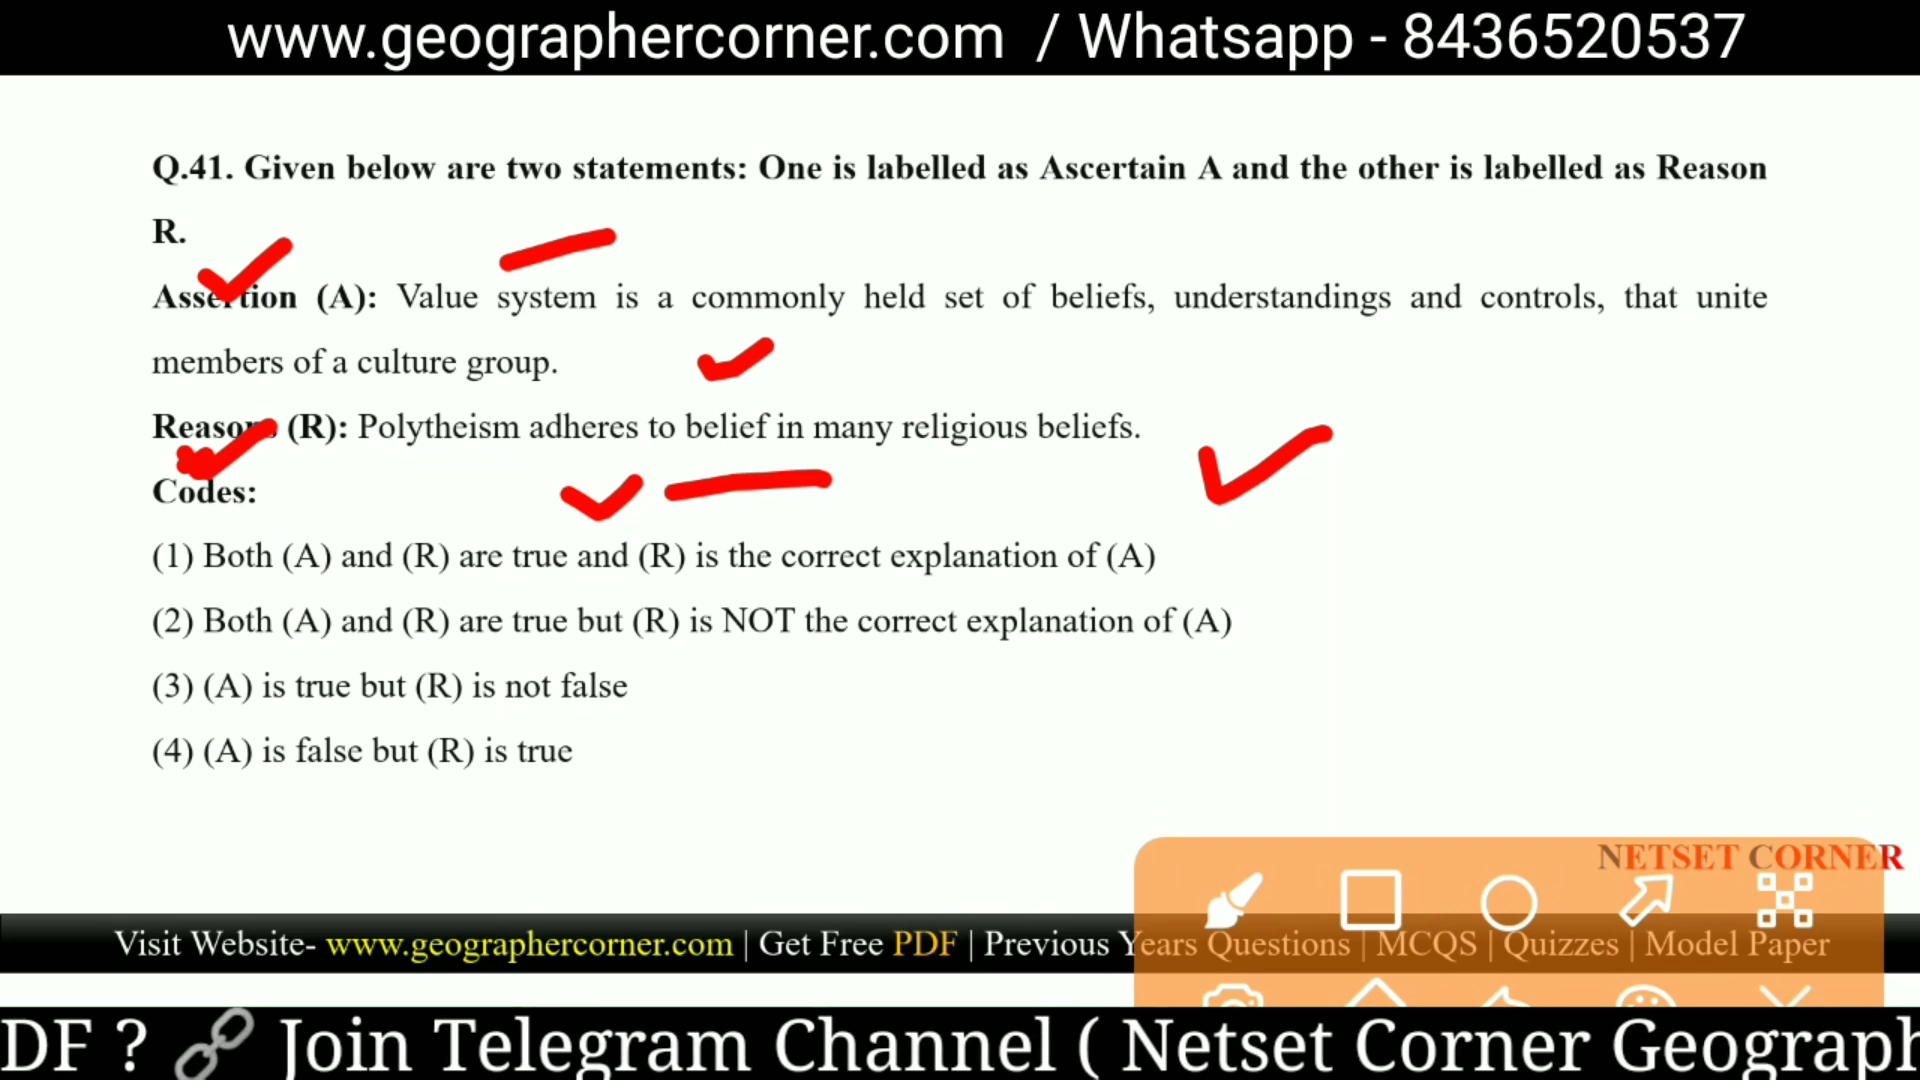 www.geographercorner.com / Whatsapp - 8436520537
Q.41. Given below are two statements: One is labelled as Ascertain A and the other is labelled as Reason
R.
Assertion (A): Value system is a commonly held set of beliefs, understandings and controls, that unite
members of a culture group.
Reasons (R): Polytheism adheres to belief in many religious beliefs.
Codes:
(1) Both (A) and (R) are true and (R) is the correct explanation of (A)
(2) Both (A) and (R) are true but (R) is NOT the correct explanation of (A)
(3) (A) is true but (R) is not false
(4) (A) is false but (R) is true
NETSET CORNER
Visit Website- www.geographercorner.com | Get Free PDF | Previous Years Questions | MCQS | Quizzes | Model Paper
DF ? 🔗 Join Telegram Channel ( Netset Corner Geograph